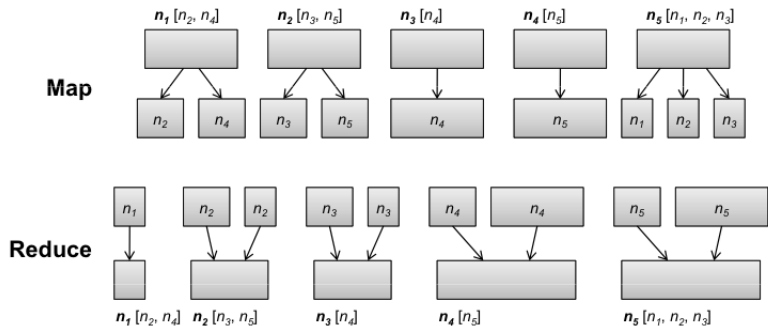 n₁ [n₂, n₄] n₂ [n₃, n₅] n₃ [n₄] n₄ [n₅] n₅ [n₁, n₂, n₃]
Map
n₂ n₄ n₃ n₅ n₄ n₅ n₁ n₂ n₃
n₁ n₂ n₂ n₃ n₃ n₄ n₄ n₅ n₅
Reduce
n₁ [n₂, n₄] n₂ [n₃, n₅] n₃ [n₄] n₄ [n₅] n₅ [n₁, n₂, n₃]